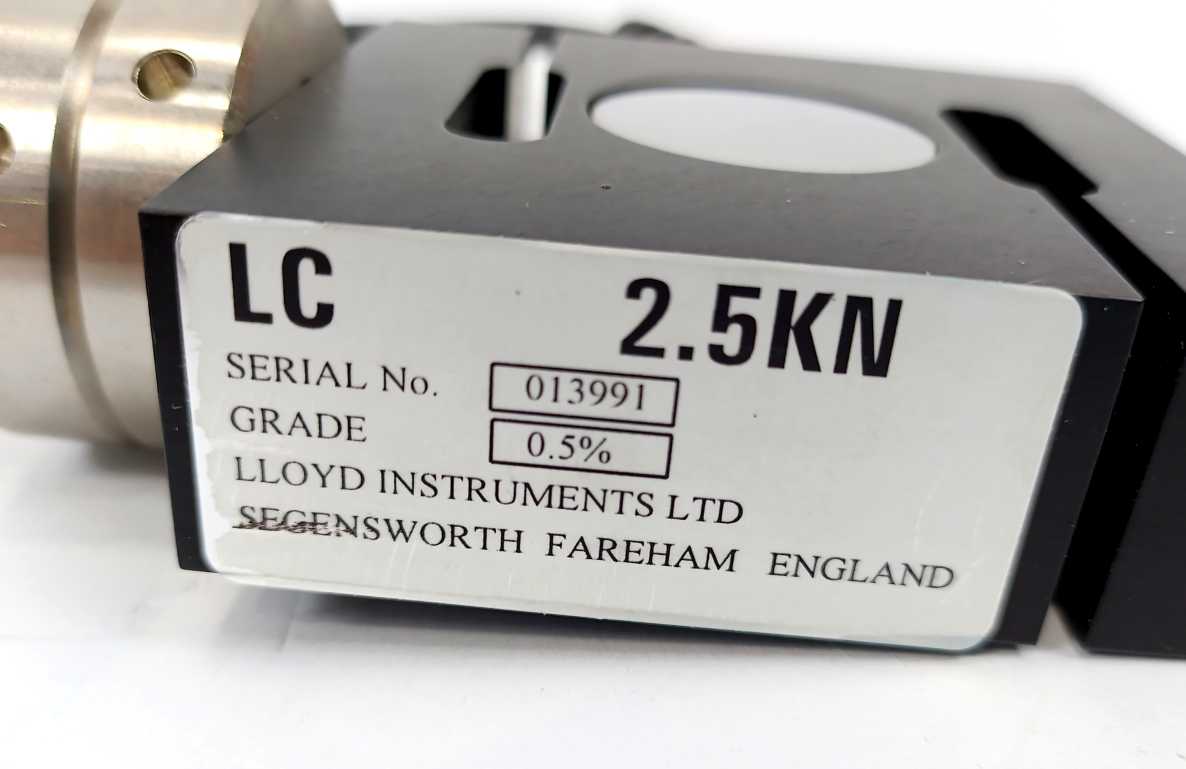 LC 2.5KN
SERIAL No. 013991
GRADE 0.5%
LLOYD INSTRUMENTS LTD
SEGENSWORTH FAREHAM ENGLAND